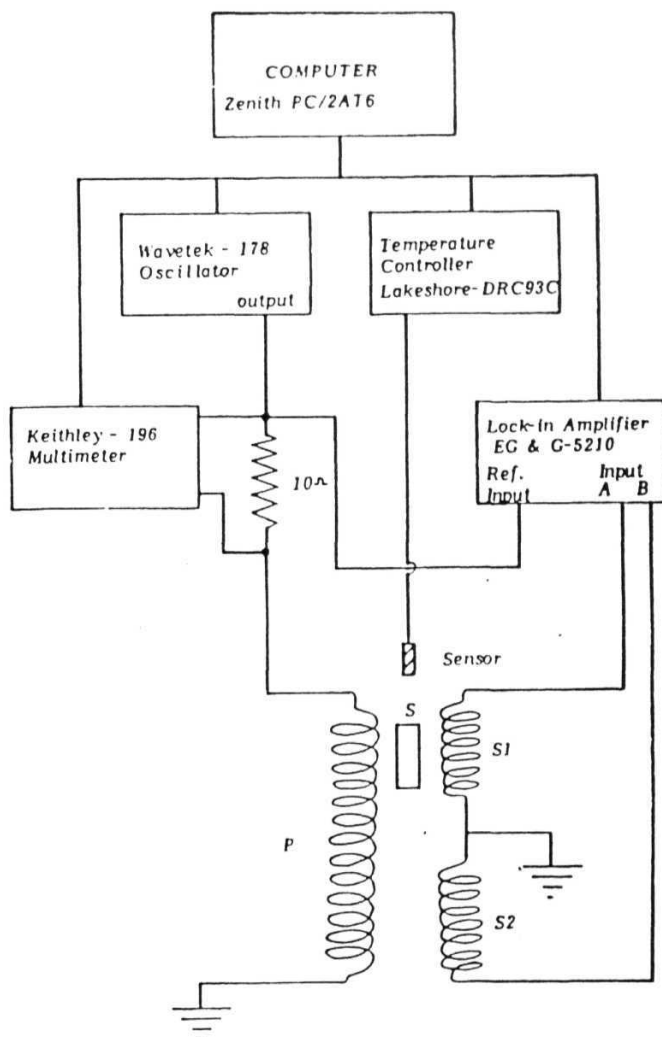 COMPUTER
Zenith PC/2AT6
Wavetek - 178
Oscillator
output
Temperature
Controller
Lakeshore-DRC93C
Keithley - 196
Multimeter
10Ω
Lock-in Amplifier
EG & G-5210
Ref. Input
Input
A B
Sensor
S
S1
P
S2